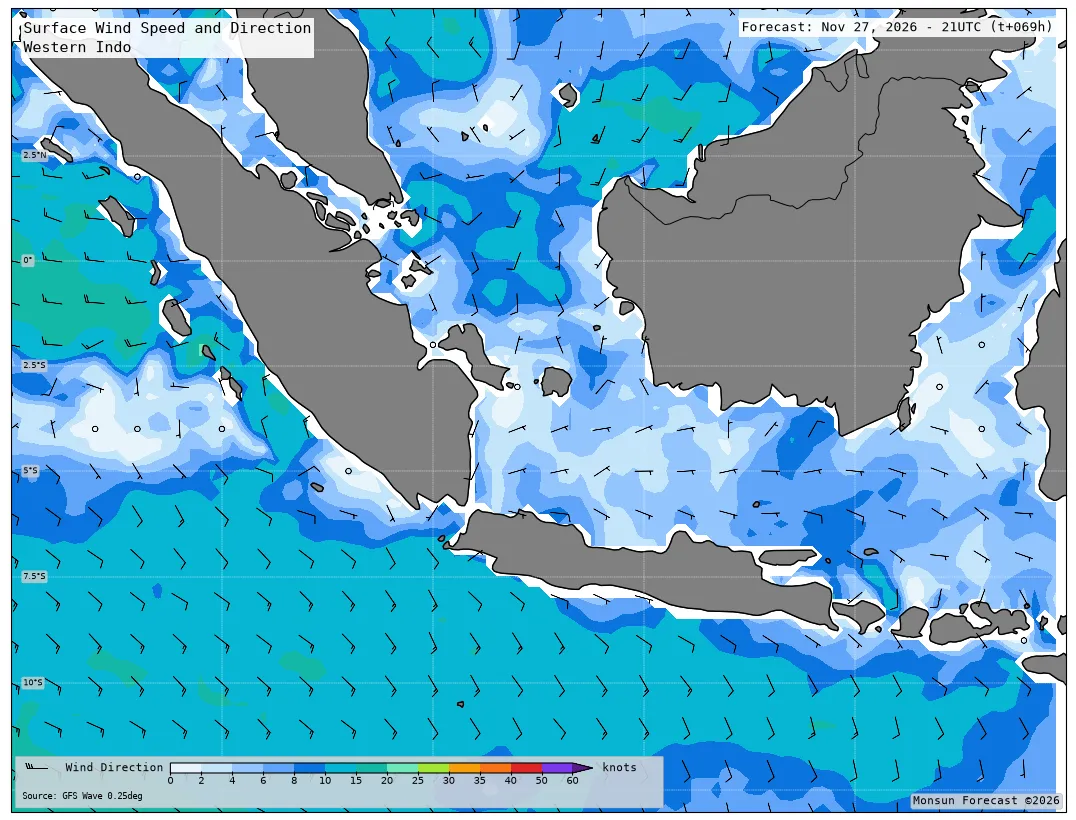 Surface Wind Speed and Direction
Western Indo
Forecast: Nov 27, 2026 - 21UTC (t+069h)
2.5°N
0°
2.5°S
5°S
7.5°S
10°S
Wind Direction
0 2 4 6 8 10 15 20 25 30 35 40 50 60
knots
Source: GFS Wave 0.25deg
Monsun Forecast ©2026